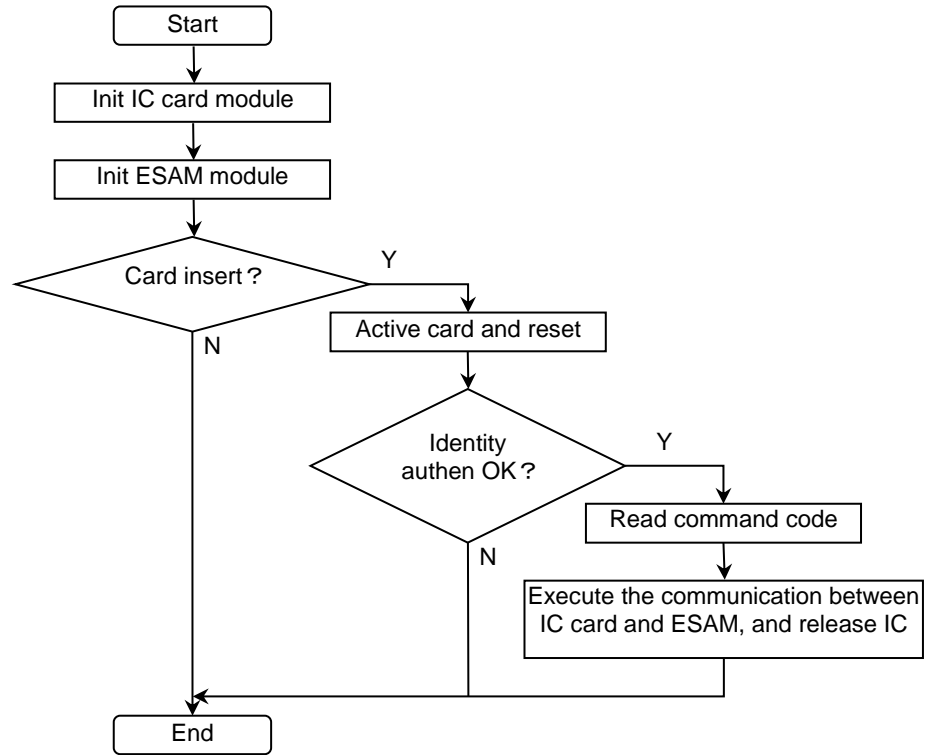 Start
Init IC card module
Init ESAM module
Card insert？
Y
N
Active card and reset
Identity
authen OK？
Y
N
Read command code
Execute the communication between
IC card and ESAM, and release IC
End